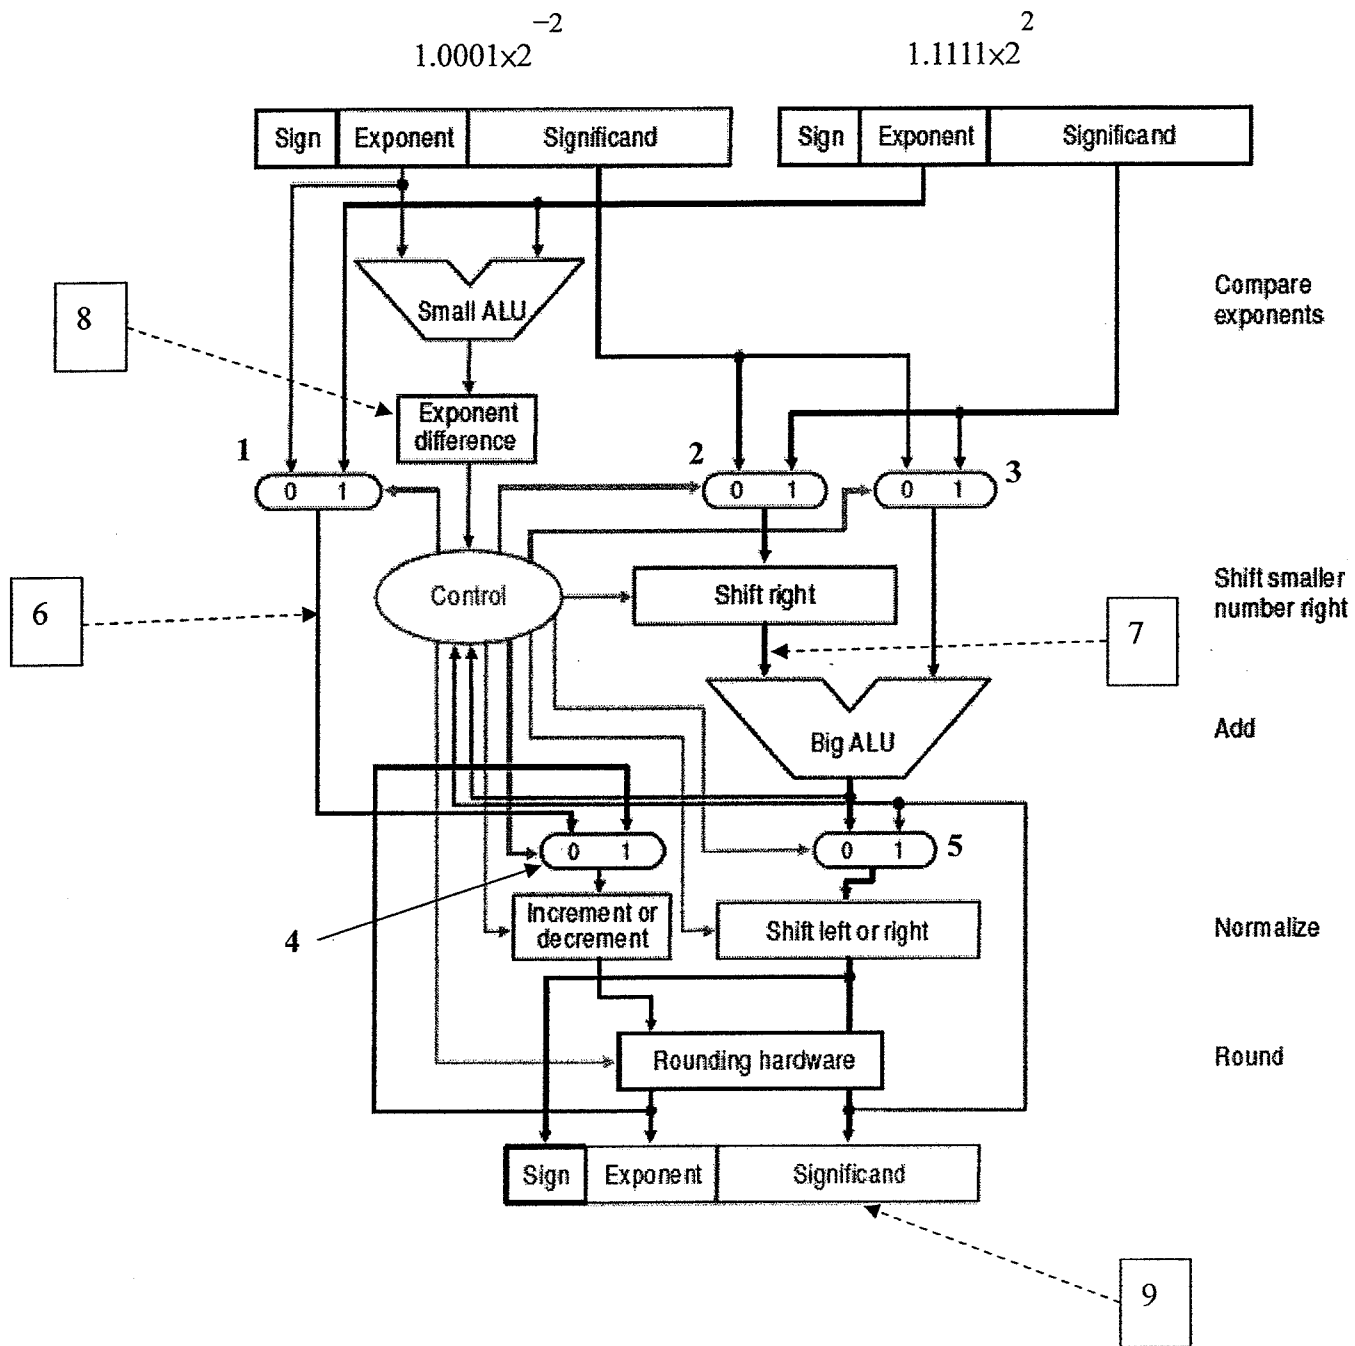 1.0001×2⁻² 1.1111×2²
Sign Exponent Significand Sign Exponent Significand
Small ALU
Compare
exponents
8
Exponent
difference
1 2 3
0 1 0 1 0 1
Control
Shift right
Shift smaller
number right
6
7
Big ALU
Add
0 1 0 1 5
4
Increment or
decrement
Shift left or right
Normalize
Rounding hardware
Round
Sign Exponent Significand
9